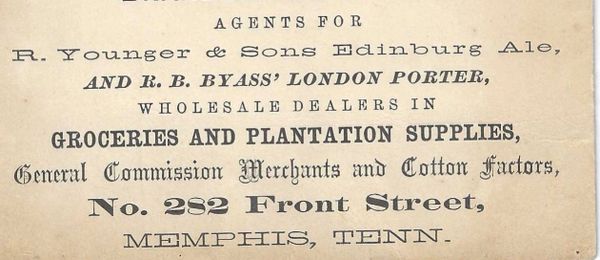 AGENTS FOR
R. Younger & Sons Edinburg Ale,
AND R. B. BYASS' LONDON PORTER,
WHOLESALE DEALERS IN
GROCERIES AND PLANTATION SUPPLIES,
General Commission Merchants and Cotton Factors,
No. 282 Front Street,
MEMPHIS, TENN.